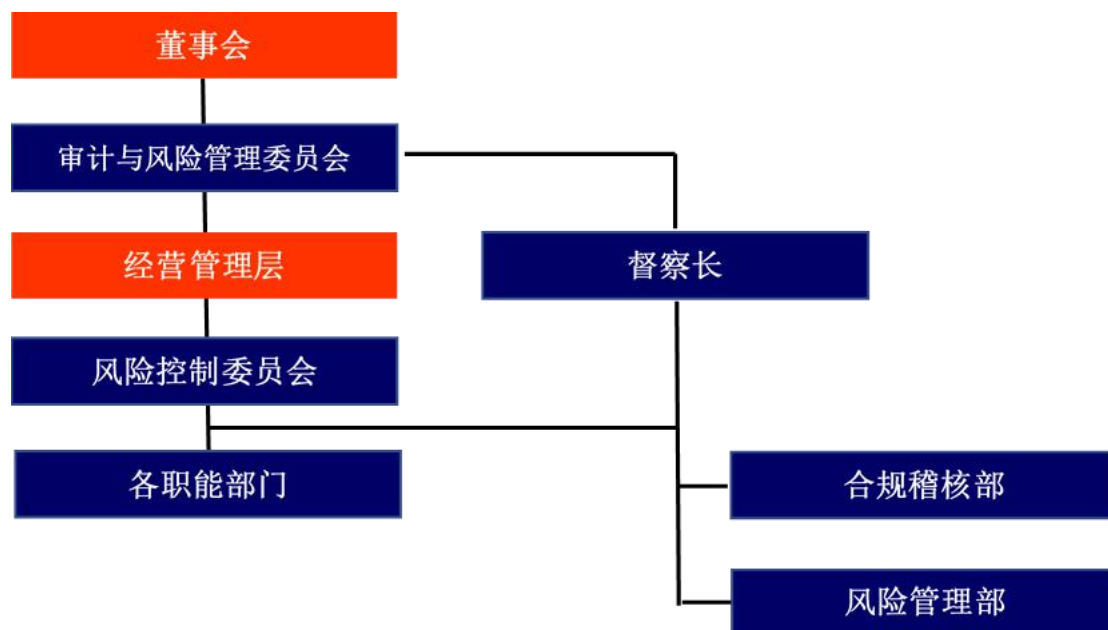 董事会
审计与风险管理委员会
经营管理层
督察长
风险控制委员会
各职能部门
合规稽核部
风险管理部